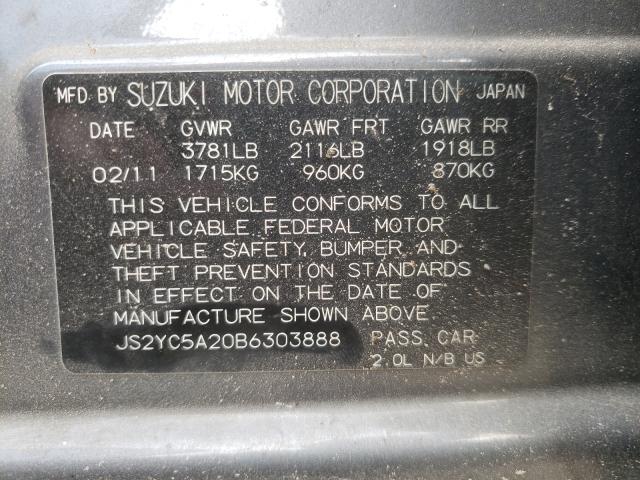 MFD BY SUZUKI MOTOR CORPORATION JAPAN
DATE GVWR GAWR FRT GAWR RR
3781LB 2116LB 1918LB
02/11 1715KG 960KG 870KG
THIS VEHICLE CONFORMS TO ALL
APPLICABLE FEDERAL MOTOR
VEHICLE SAFETY, BUMPER AND
THEFT PREVENTION STANDARDS
IN EFFECT ON THE DATE OF
MANUFACTURE SHOWN ABOVE
JS2YC5A20B6303888 PASS. CAR
2.0L N/B US